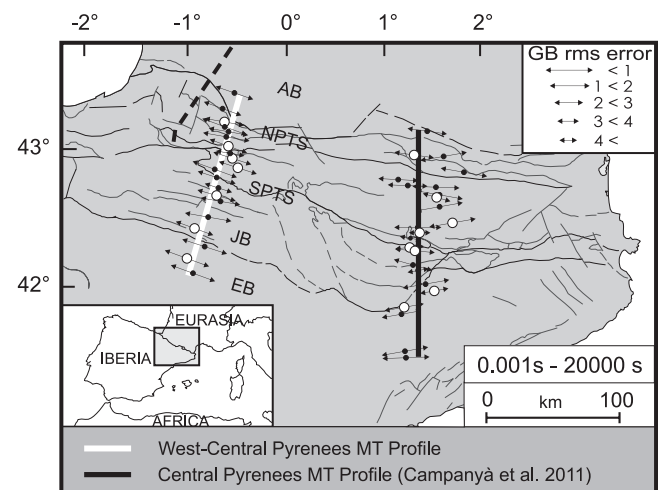 -2° -1° 0° 1° 2°
GB rms error
< 1
1 < 2
2 < 3
3 < 4
4 <
AB
43°
NPTS
SPTS
JB
42°
EB
EURASIA
IBERIA
AFRICA
0.001s - 20000 s
0 km 100
West-Central Pyrenees MT Profile
Central Pyrenees MT Profile (Campanyà et al. 2011)